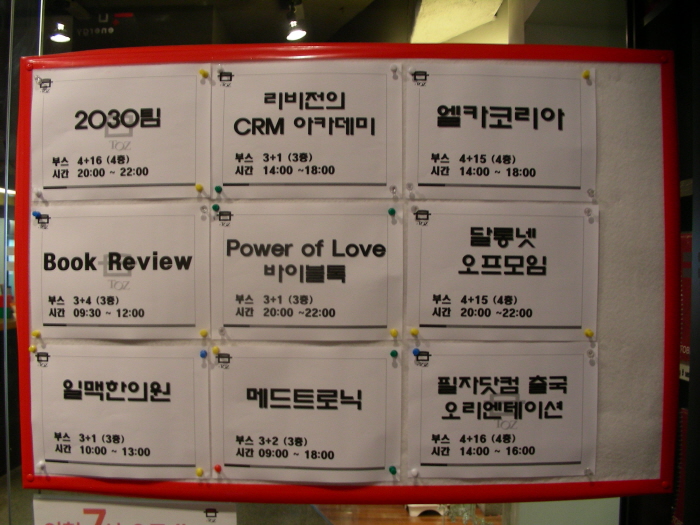 2030팀
TOZ
부스 4+16 (4층)
시간 20:00 ~ 22:00
리비전의
CRM 아카데미
부스 3+1 (3층)
시간 14:00 ~18:00
엘카코리아
부스 4+15 (4층)
시간 14:00 ~ 18:00
Book Review
TOZ
부스 3+4 (3층)
시간 09:30 ~ 12:00
Power of Love
바이블톡
부스 3+1 (3층)
시간 20:00 ~22:00
달통넷
오프모임
부스 4+15 (4층)
시간 20:00 ~22:00
일맥한의원
부스 3+1 (3층)
시간 10:00 ~ 13:00
메드트로닉
부스 3+2 (3층)
시간 09:00 ~ 18:00
필자닷컴 출국
오리엔테이션
TOZ
부스 4+16 (4층)
시간 14:00 ~ 16:00